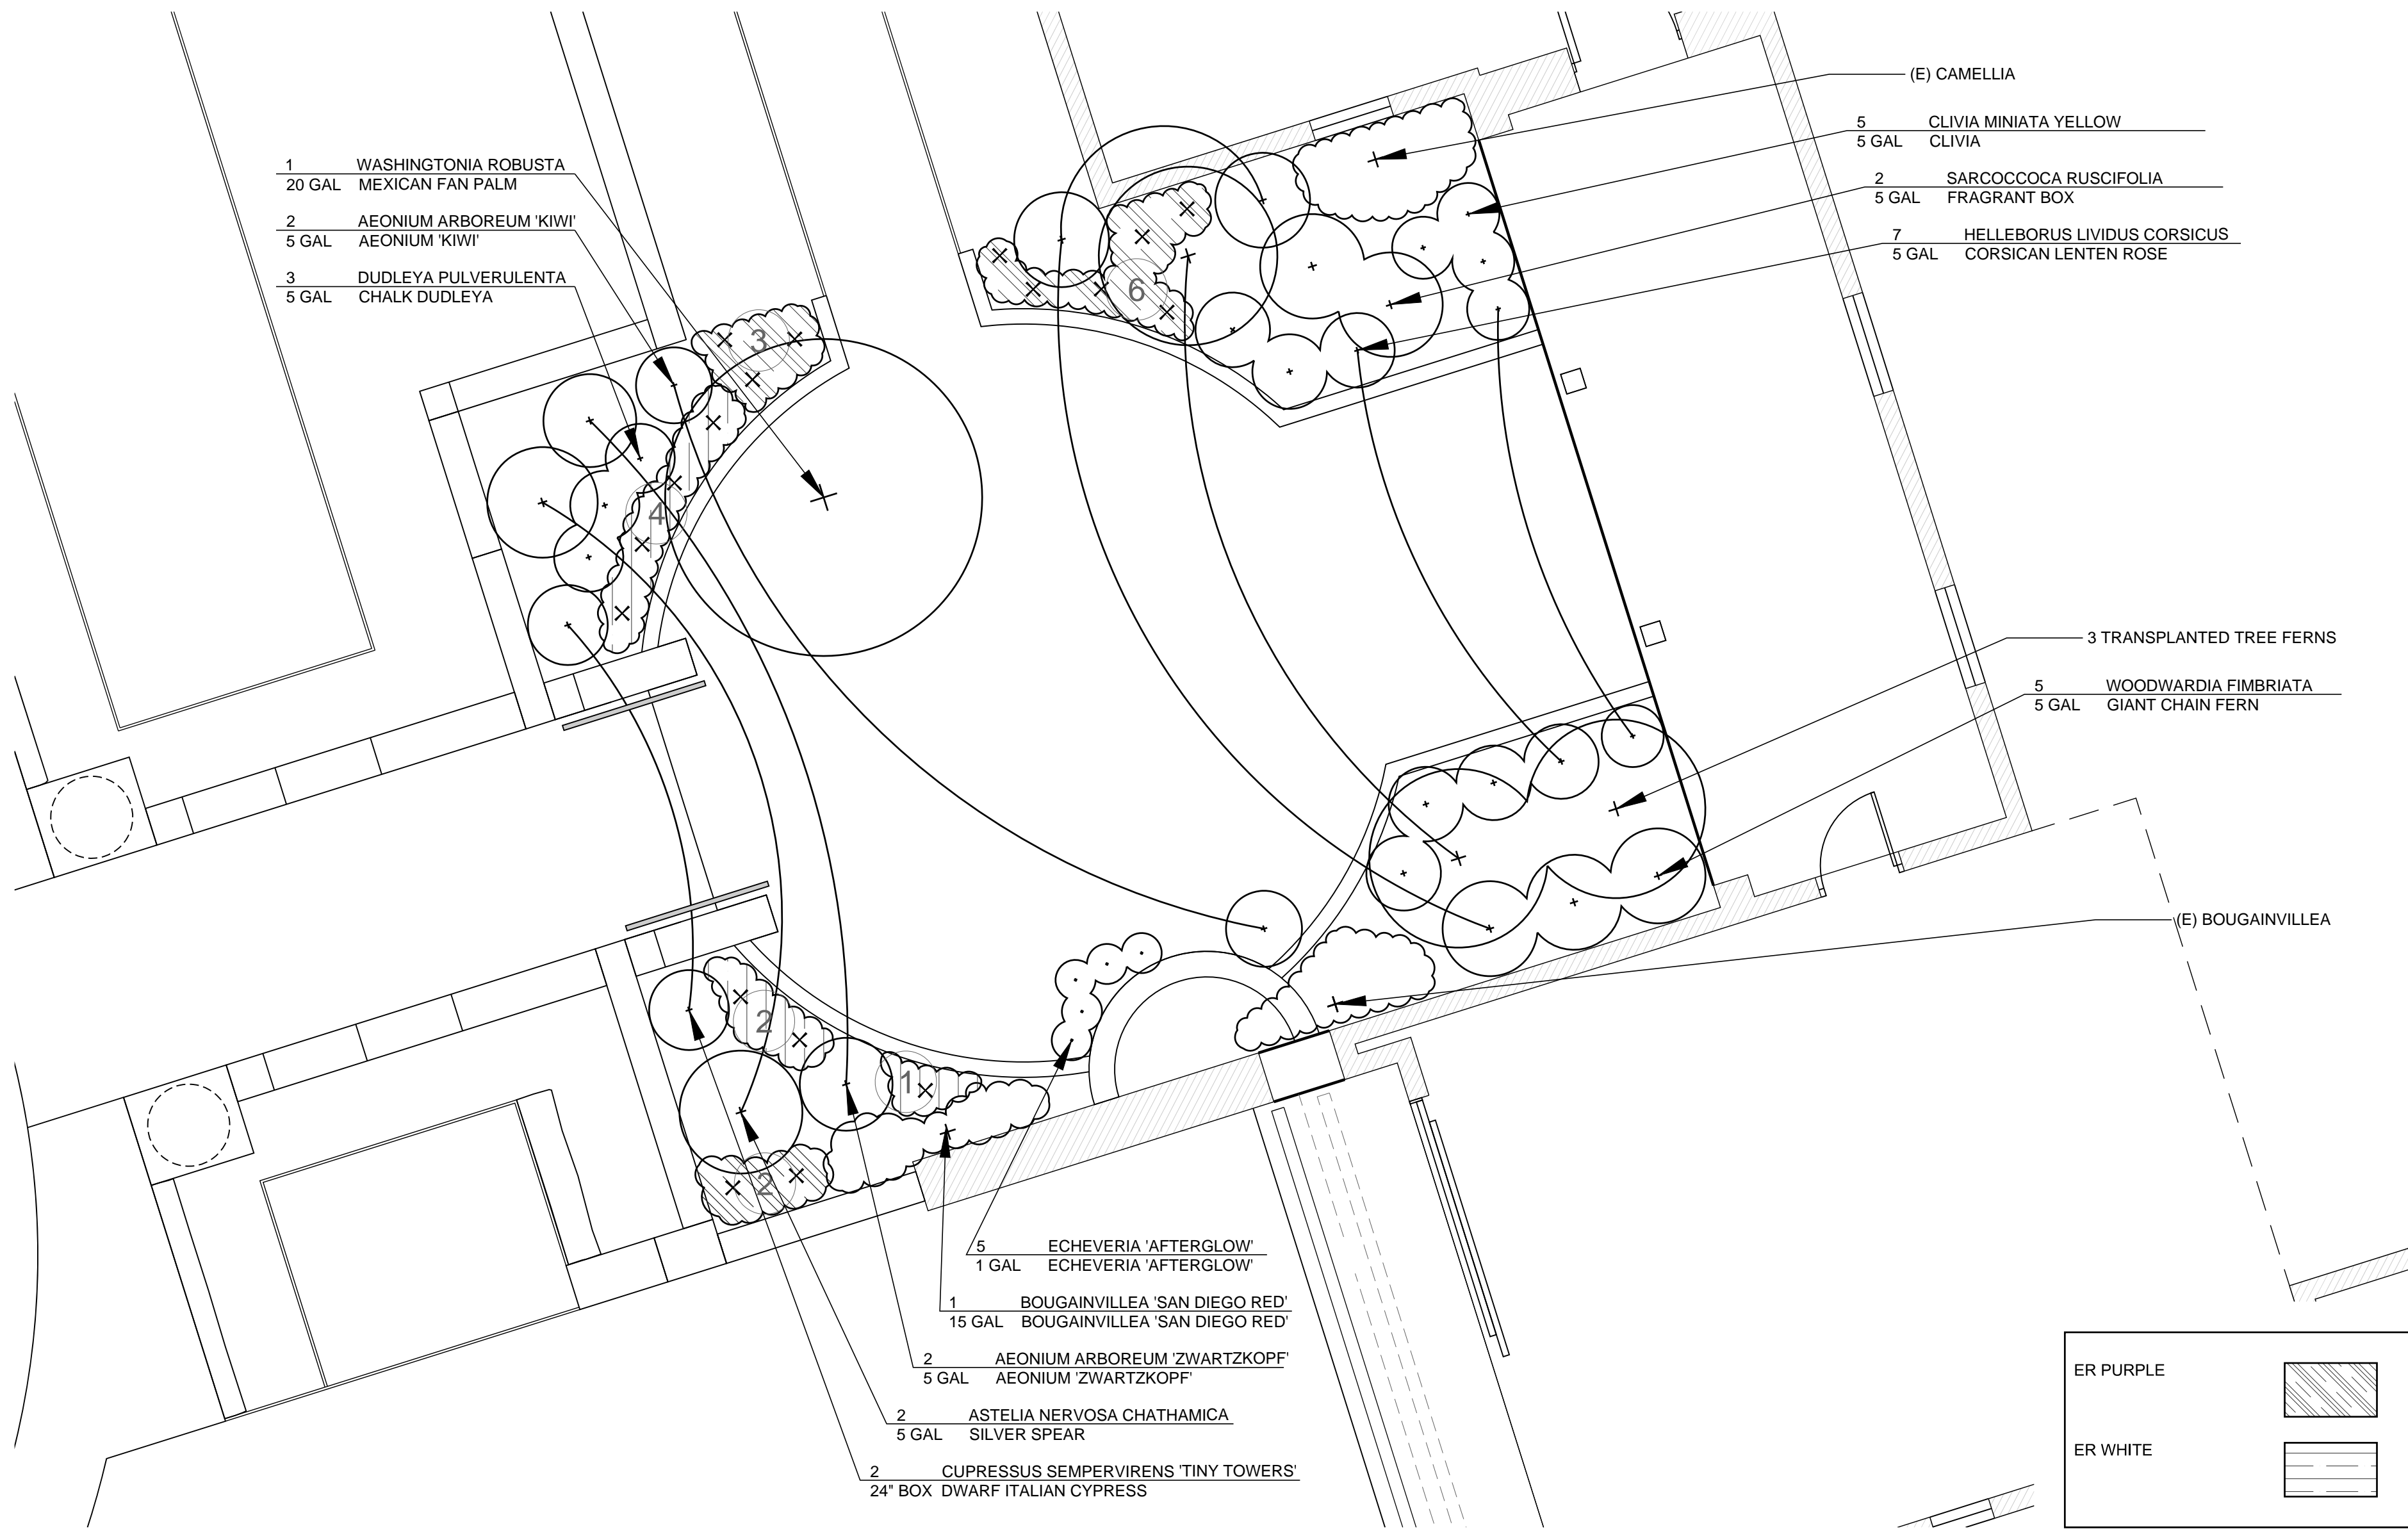 (E) CAMELLIA
5 CLIVIA MINIATA YELLOW
5 GAL CLIVIA
2 SARCOCCOCA RUSCIFOLIA
5 GAL FRAGRANT BOX
7 HELLEBORUS LIVIDUS CORSICUS
5 GAL CORSICAN LENTEN ROSE
1 WASHINGTONIA ROBUSTA
20 GAL MEXICAN FAN PALM
2 AEONIUM ARBOREUM 'KIWI'
5 GAL AEONIUM 'KIWI'
3 DUDLEYA PULVERULENTA
5 GAL CHALK DUDLEYA
6
3
4
3 TRANSPLANTED TREE FERNS
5 WOODWARDIA FIMBRIATA
5 GAL GIANT CHAIN FERN
(E) BOUGAINVILLEA
2
1
2
5 ECHEVERIA 'AFTERGLOW'
1 GAL ECHEVERIA 'AFTERGLOW'
1 BOUGAINVILLEA 'SAN DIEGO RED'
15 GAL BOUGAINVILLEA 'SAN DIEGO RED'
2 AEONIUM ARBOREUM 'ZWARTZKOPF'
5 GAL AEONIUM 'ZWARTZKOPF'
2 ASTELIA NERVOSA CHATHAMICA
5 GAL SILVER SPEAR
2 CUPRESSUS SEMPERVIRENS 'TINY TOWERS'
24" BOX DWARF ITALIAN CYPRESS
ER PURPLE
ER WHITE